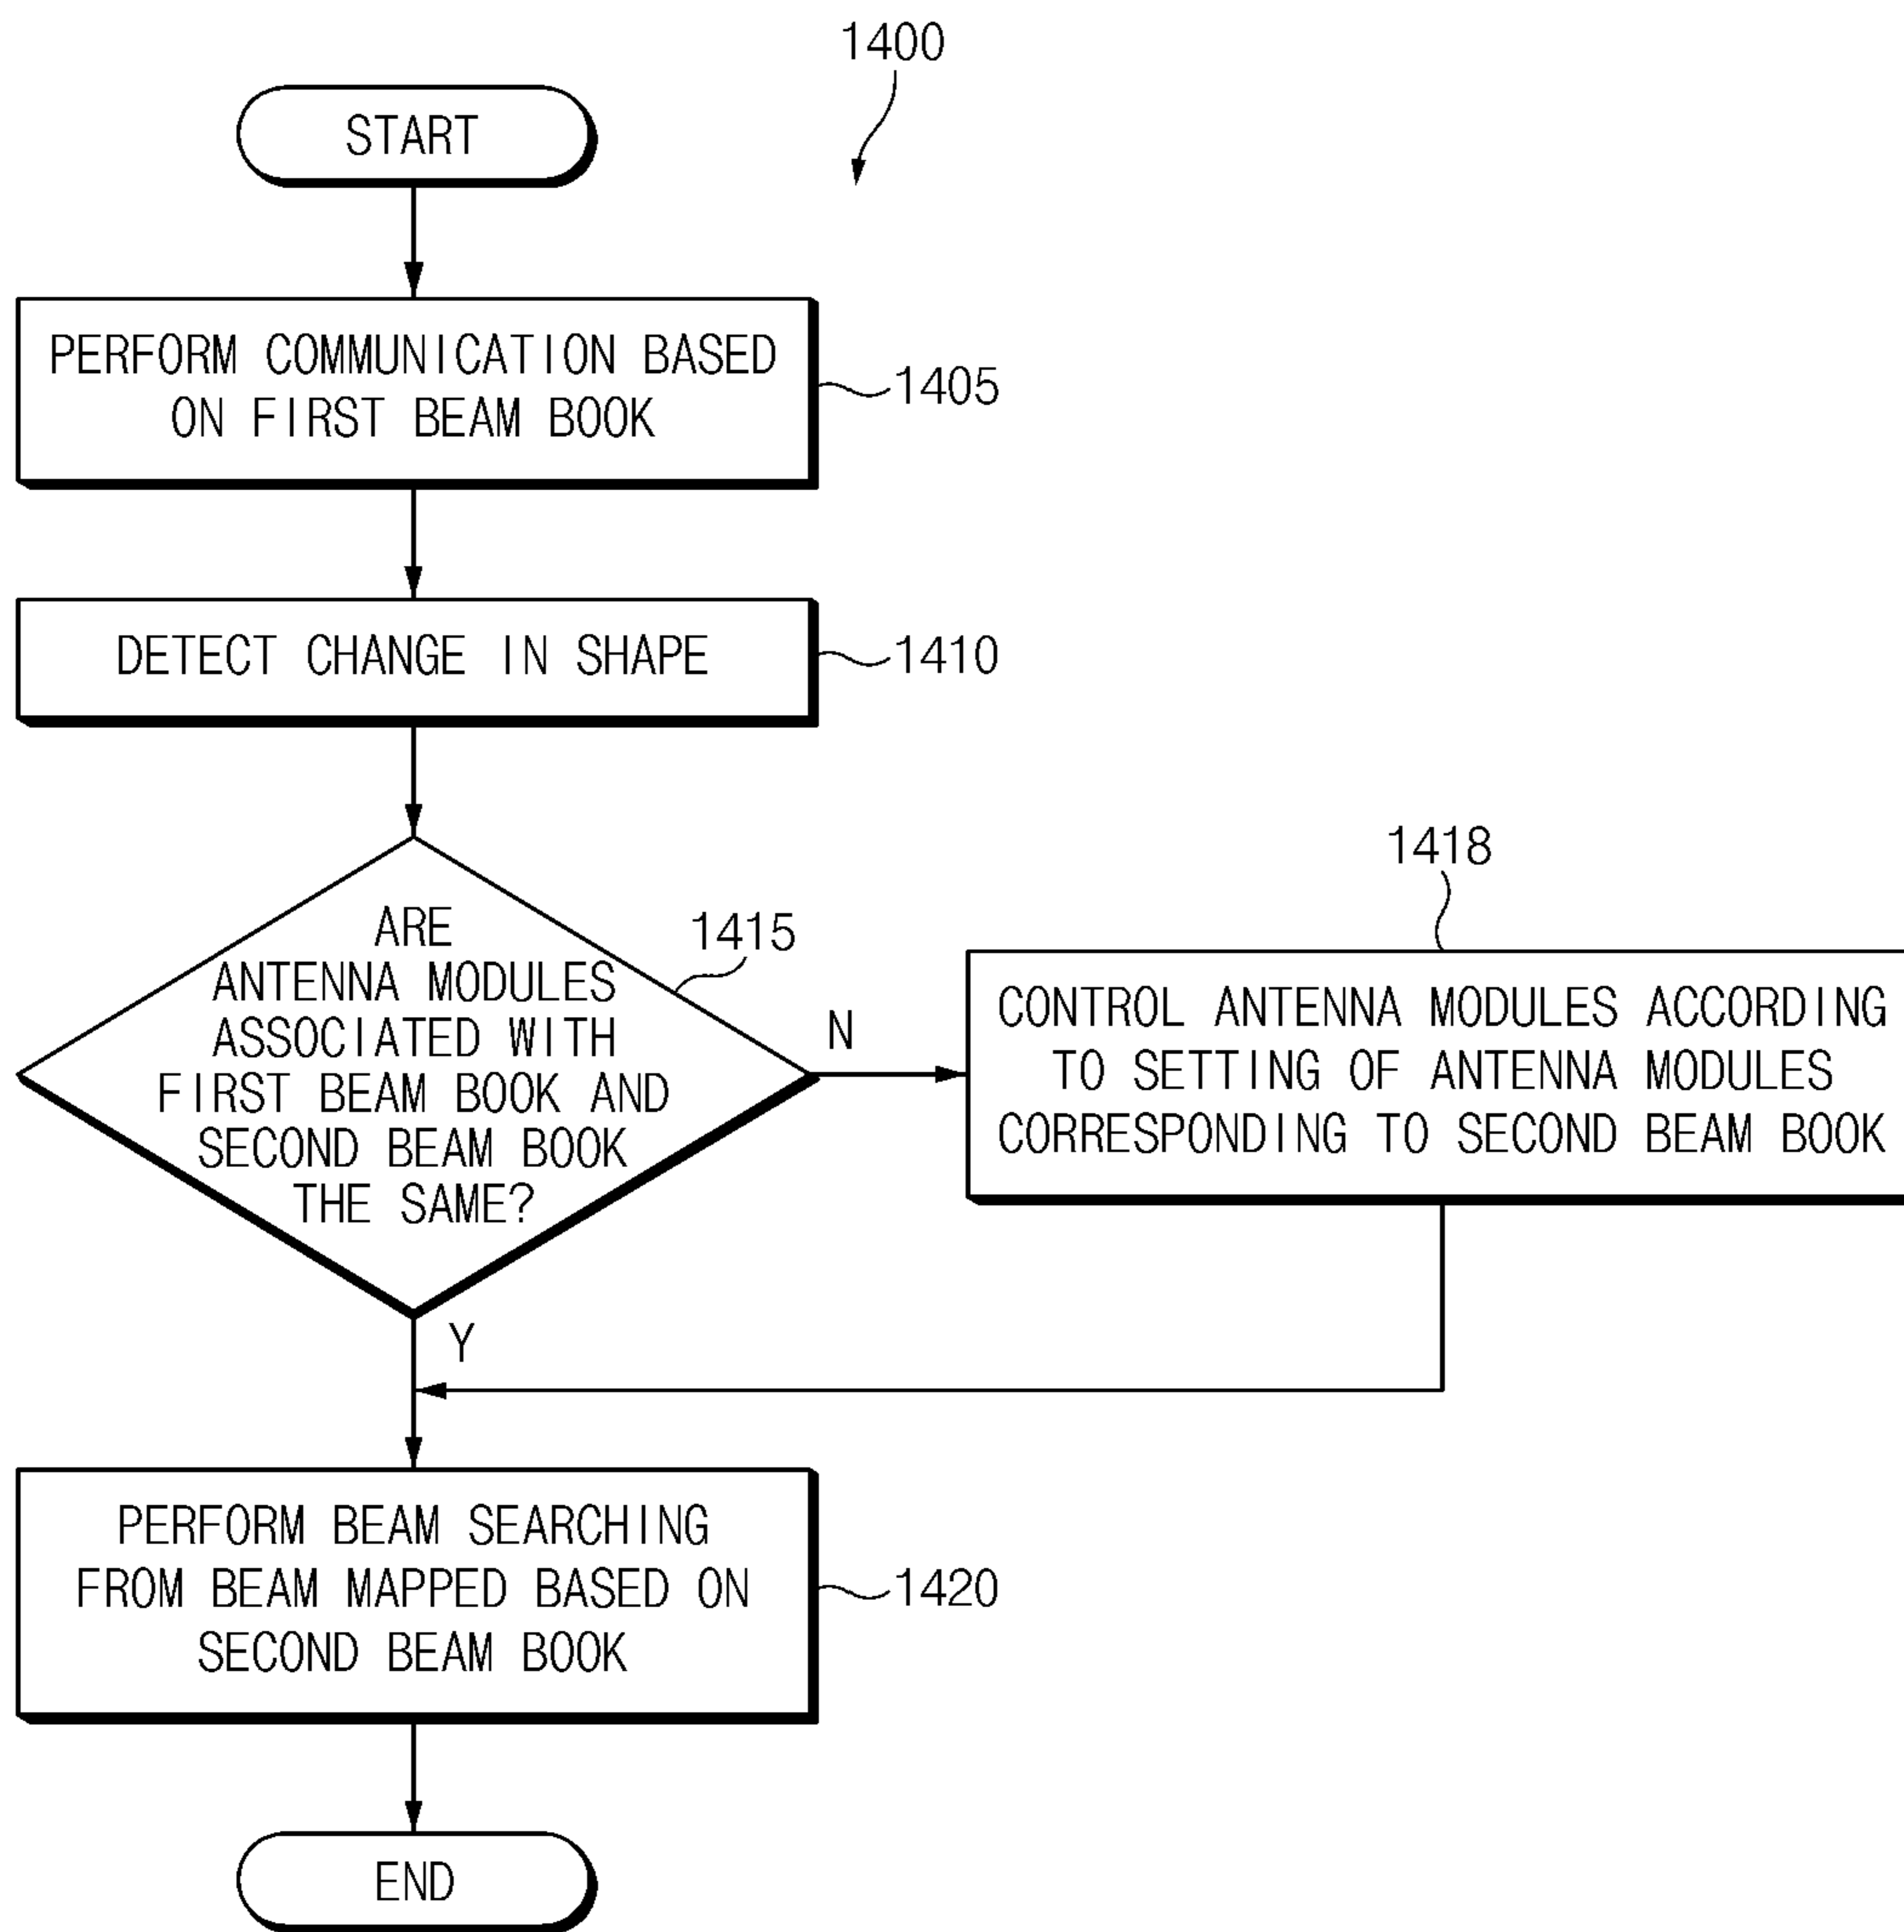 1400
START
PERFORM COMMUNICATION BASED
ON FIRST BEAM BOOK
1405
DETECT CHANGE IN SHAPE
1410
ARE
ANTENNA MODULES
ASSOCIATED WITH
FIRST BEAM BOOK AND
SECOND BEAM BOOK
THE SAME?
1415
N
1418
CONTROL ANTENNA MODULES ACCORDING
TO SETTING OF ANTENNA MODULES
CORRESPONDING TO SECOND BEAM BOOK
Y
PERFORM BEAM SEARCHING
FROM BEAM MAPPED BASED ON
SECOND BEAM BOOK
1420
END